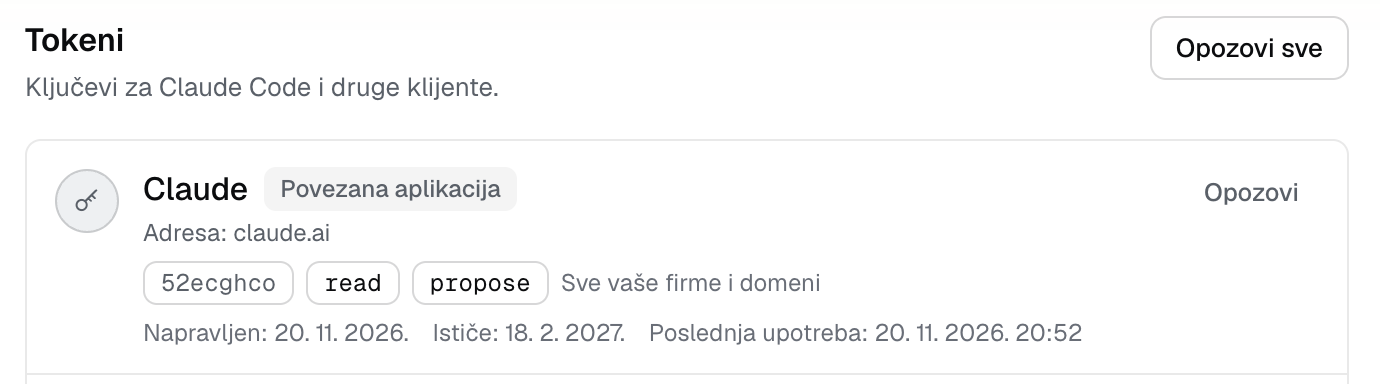 Tokeni
Opozovi sve
Ključevi za Claude Code i druge klijente.
Claude Povezana aplikacija
Opozovi
Adresa: claude.ai
52ecghco read propose Sve vaše firme i domeni
Napravljen: 20. 11. 2026. Ističe: 18. 2. 2027. Poslednja upotreba: 20. 11. 2026. 20:52